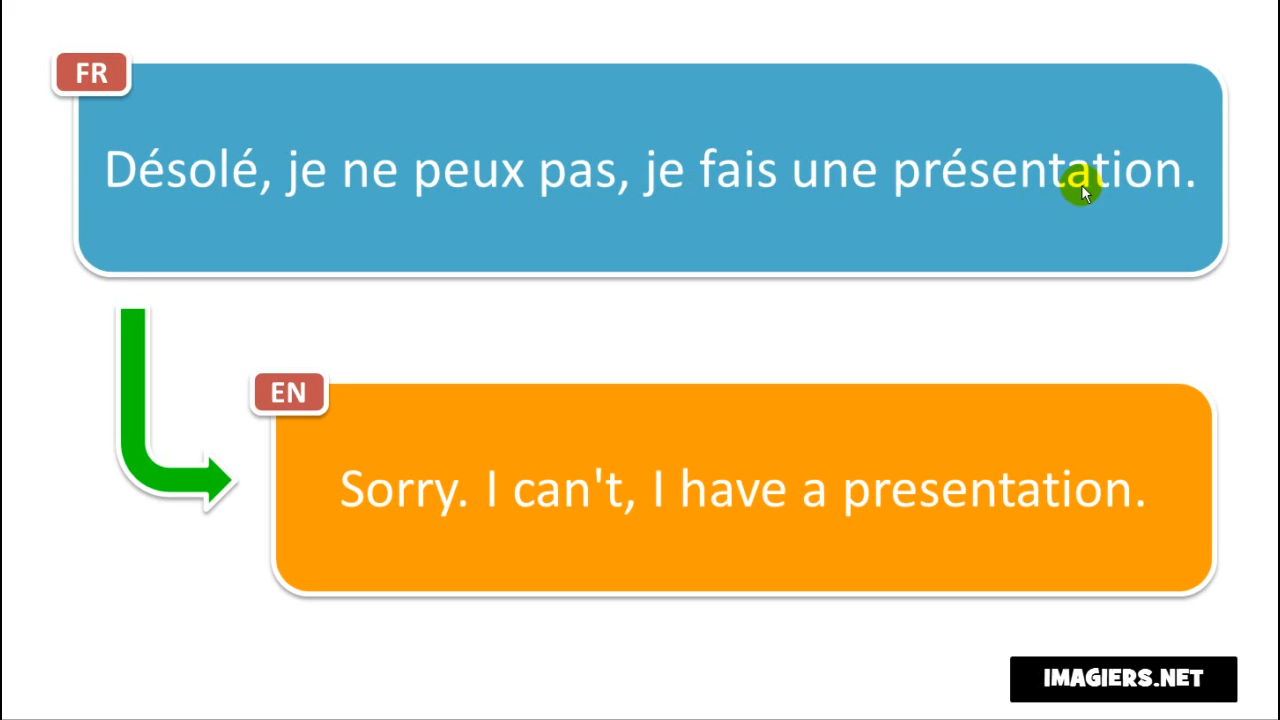 FR
Désolé, je ne peux pas, je fais une présentation.
EN
Sorry. I can't, I have a presentation.
IMAGIERS.NET